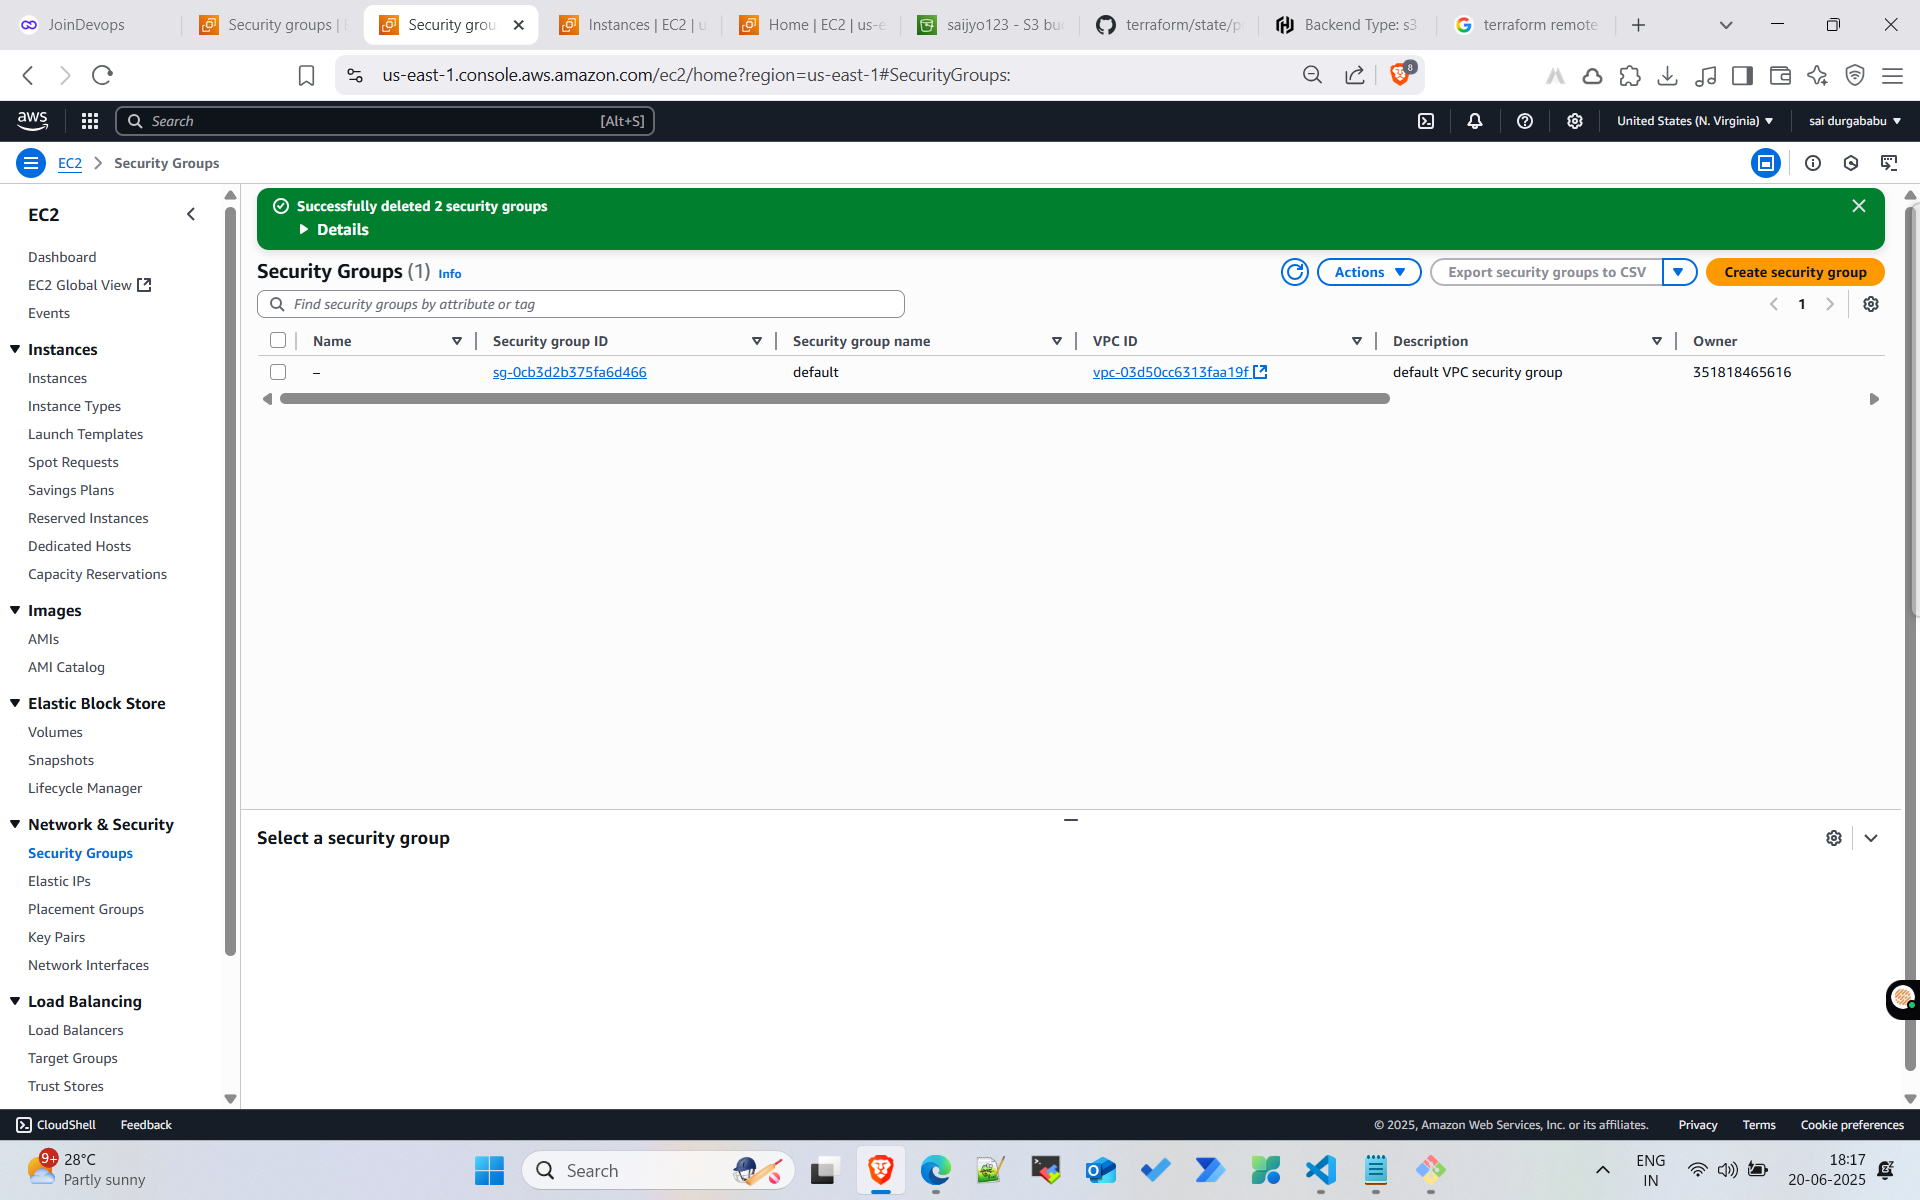 JoinDevops
Security groups |
Security grou
Instances | EC2 | u
Home | EC2 | us-e
saijyo123 - S3 bu
terraform/state/p
Backend Type: s3
terraform remote
us-east-1.console.aws.amazon.com/ec2/home?region=us-east-1#SecurityGroups:
8
aws
Search
[Alt+S]
United States (N. Virginia)
sai durgababu
EC2
Security Groups
EC2
Dashboard
EC2 Global View
Events
Instances
Instances
Instance Types
Launch Templates
Spot Requests
Savings Plans
Reserved Instances
Dedicated Hosts
Capacity Reservations
Images
AMIs
AMI Catalog
Elastic Block Store
Volumes
Snapshots
Lifecycle Manager
Network & Security
Security Groups
Elastic IPs
Placement Groups
Key Pairs
Network Interfaces
Load Balancing
Load Balancers
Target Groups
Trust Stores
Successfully deleted 2 security groups
Details
Security Groups (1) Info
Actions
Export security groups to CSV
Create security group
Find security groups by attribute or tag
1
Name
Security group ID
Security group name
VPC ID
Description
Owner
–
sg-0cb3d2b375fa6d466
default
vpc-03d50cc6313faa19f
default VPC security group
351818465616
Select a security group
CloudShell
Feedback
© 2025, Amazon Web Services, Inc. or its affiliates.
Privacy
Terms
Cookie preferences
9+
28°C
Partly sunny
Search
ENG
IN
18:17
20-06-2025